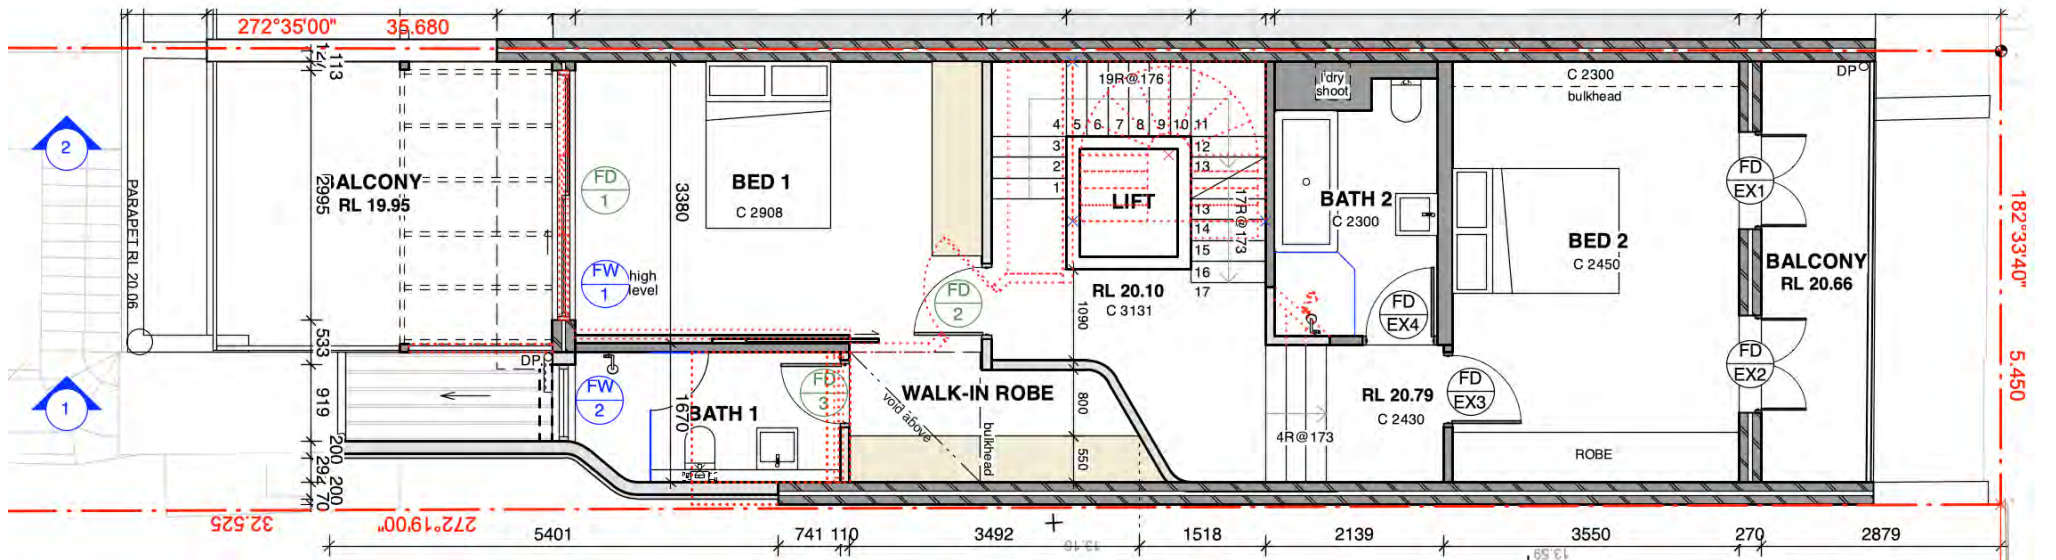 272°35'00"
35.680
127
113
2
1
PARAPET RL 20.06
BALCONY
RL 19.95
2995
533
919
200
294
200
70
DP
FD
1
FW
1
high
level
FW
2
3380
BED 1
C 2908
FD
2
1670
BATH 1
FD
3
void above
WALK-IN ROBE
bulkhead
19R@176
4 5 6 7 8 9 10 11
3
2
1
12
13
13
14
15
16
17
17R@173
LIFT
RL 20.10
C 3131
1090
800
550
l'dry
shoot
BATH 2
C 2300
FD
EX4
4R@173
RL 20.79
C 2430
FD
EX3
C 2300
bulkhead
BED 2
C 2450
ROBE
FD
EX1
FD
EX2
DP
BALCONY
RL 20.66
182°33'40"
5.450
32.525
272°19'00"
5401
741
110
3492
1518
2139
3550
270
2879
13.18
13.59